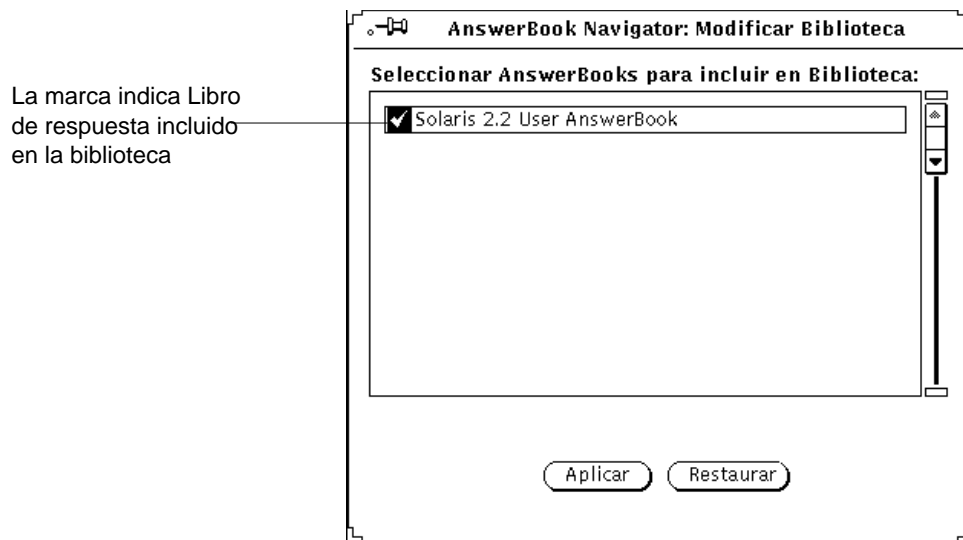 AnswerBook Navigator: Modificar Biblioteca
Seleccionar AnswerBooks para incluir en Biblioteca:
La marca indica Libro
de respuesta incluido
en la biblioteca
Solaris 2.2 User AnswerBook
Aplicar
Restaurar